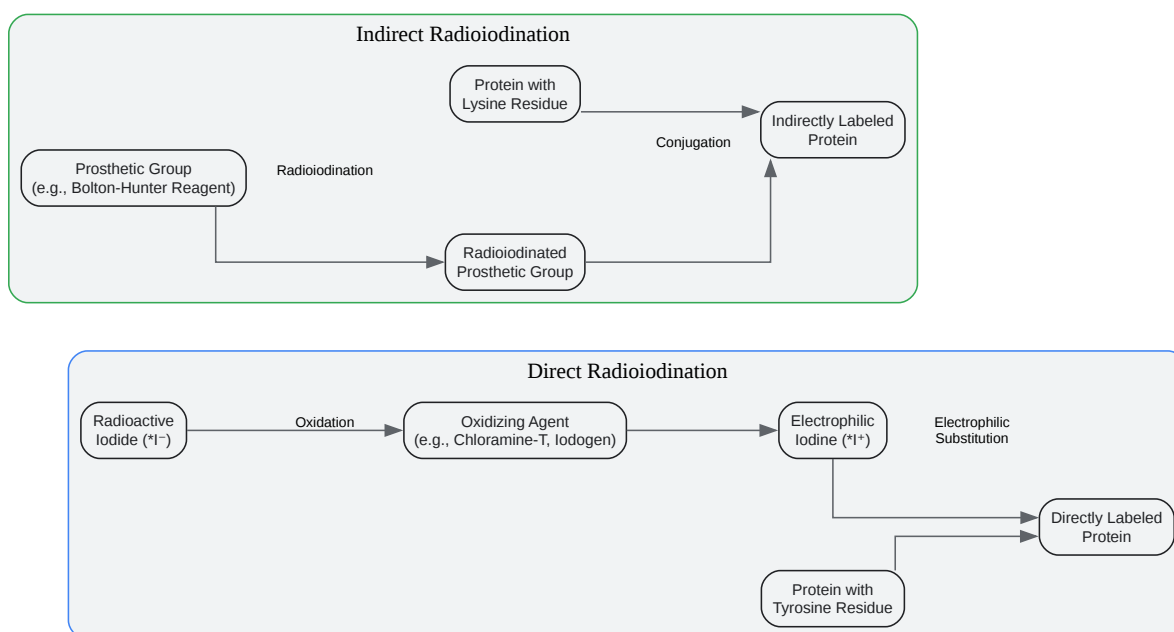 Indirect Radioiodination
Protein with
Lysine Residue
Indirectly Labeled
Protein
Conjugation
Prosthetic Group
(e.g., Bolton-Hunter Reagent)
Radioiodination
Radioiodinated
Prosthetic Group
Direct Radioiodination
Radioactive
Iodide (*I⁻)
Oxidation
Oxidizing Agent
(e.g., Chloramine-T, Iodogen)
Electrophilic
Iodine (*I⁺)
Electrophilic
Substitution
Directly Labeled
Protein
Protein with
Tyrosine Residue